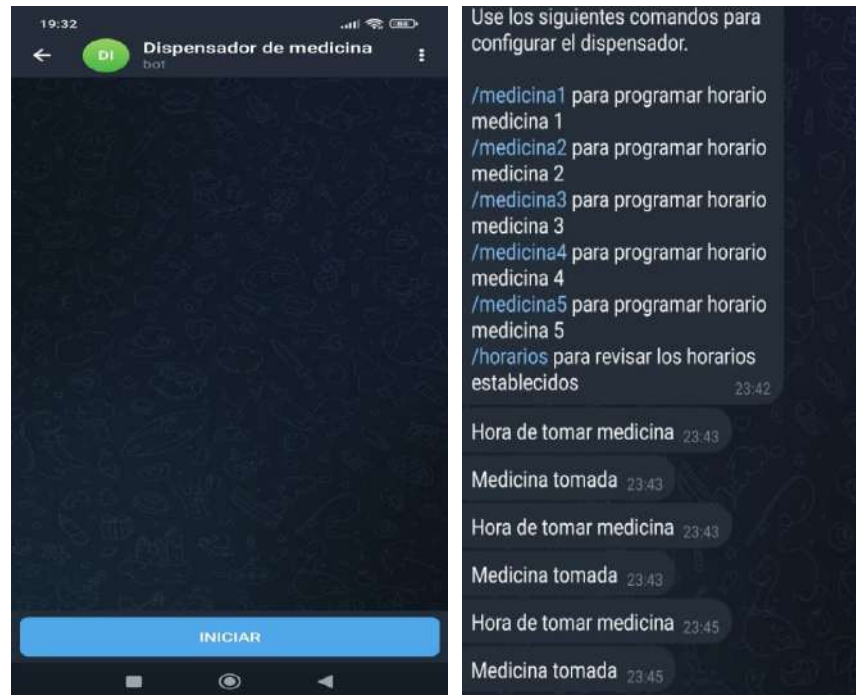 19:32
Dispensador de medicina
DI
bot
INICIAR
Use los siguientes comandos para
configurar el dispensador.
/medicina1 para programar horario
medicina 1
/medicina2 para programar horario
medicina 2
/medicina3 para programar horario
medicina 3
/medicina4 para programar horario
medicina 4
/medicina5 para programar horario
medicina 5
/horarios para revisar los horarios
establecidos 23:42
Hora de tomar medicina 23:43
Medicina tomada 23:43
Hora de tomar medicina 23:43
Medicina tomada 23:43
Hora de tomar medicina 23:45
Medicina tomada 23:45